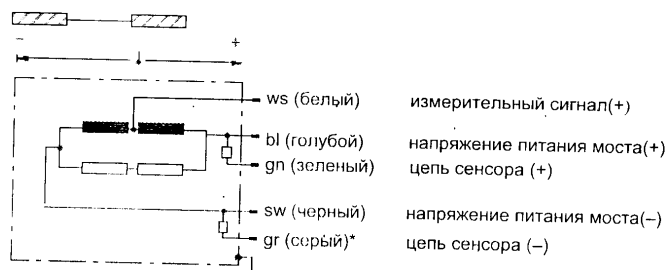 − +
ws (белый) измерительный сигнал(+)
bl (голубой) напряжение питания моста(+)
gn (зеленый) цепь сенсора (+)
sw (черный) напряжение питания моста(–)
gr (серый)* цепь сенсора (–)